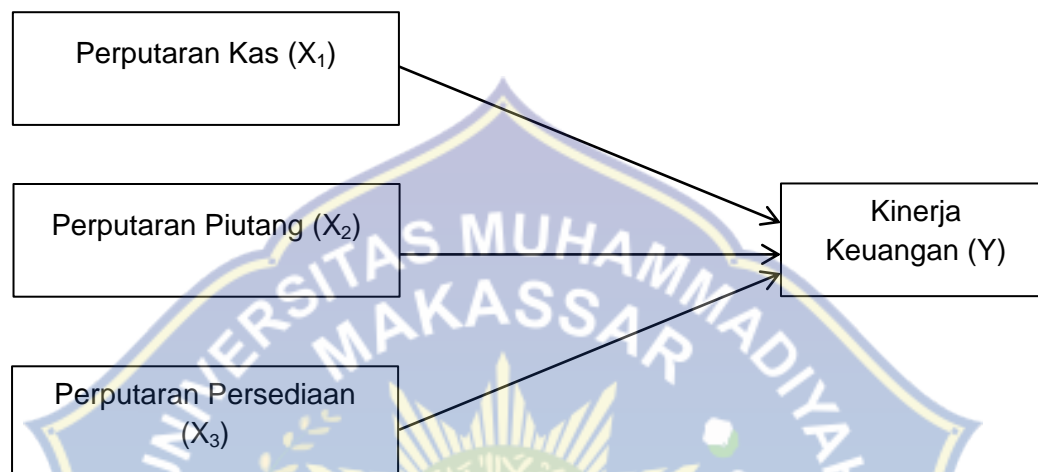 Perputaran Kas (X₁)
Perputaran Piutang (X₂)
Perputaran Persediaan
(X₃)
Kinerja
Keuangan (Y)
UNIVERSITAS MUHAMMADIYAH
MAKASSAR